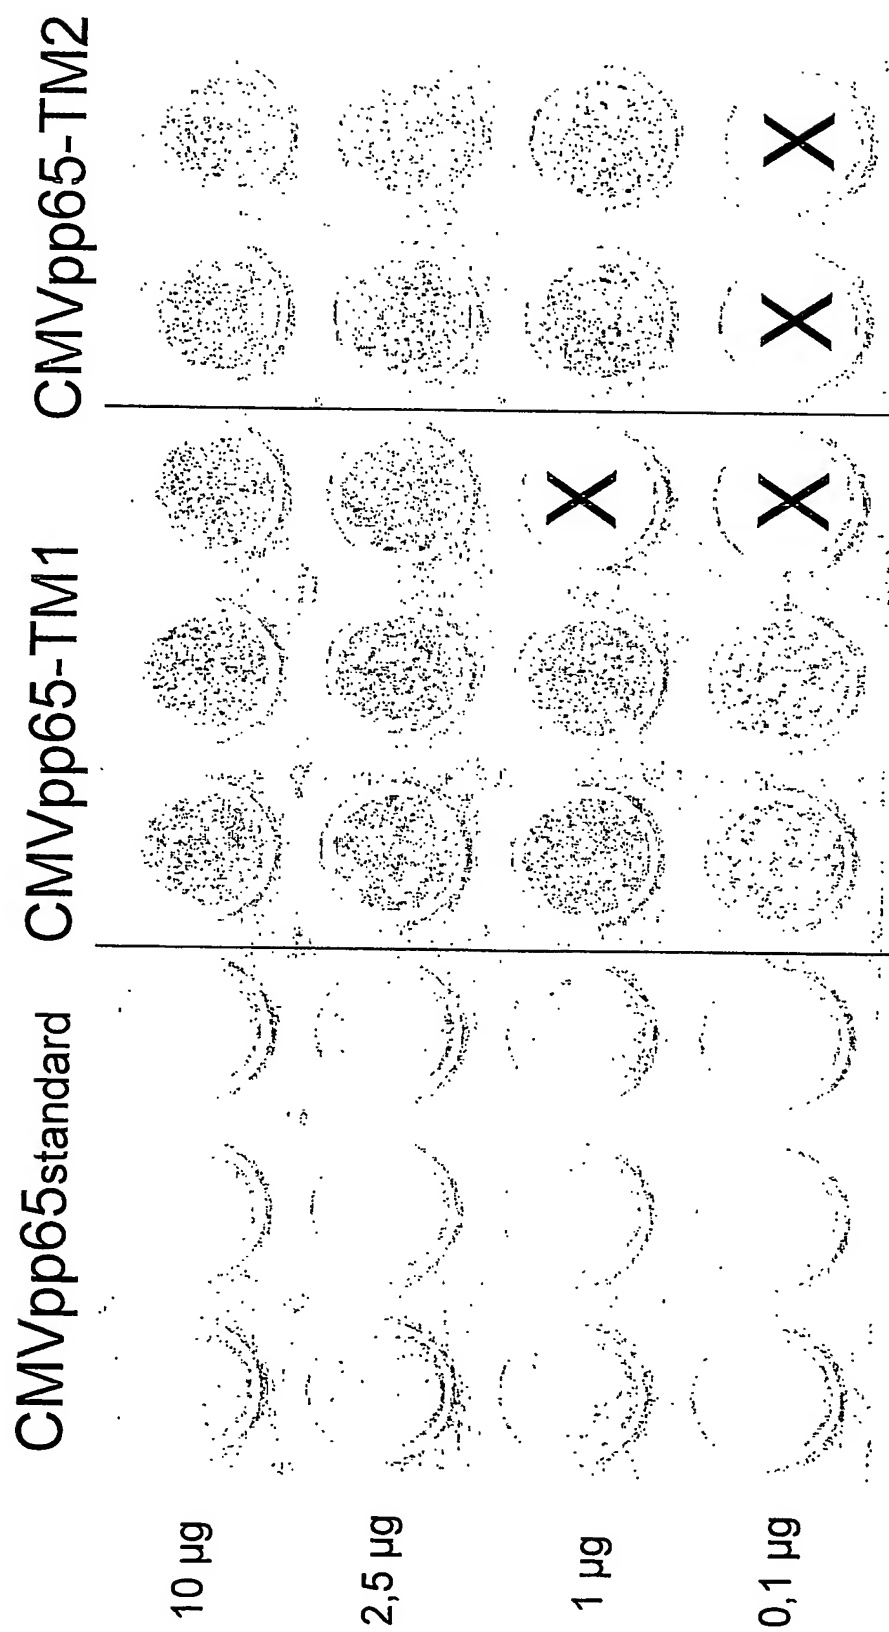 CMVpp65standard
CMVpp65-TM1
CMVpp65-TM2
10 µg
X
2,5 µg
X X X X
1 µg
0,1 µg